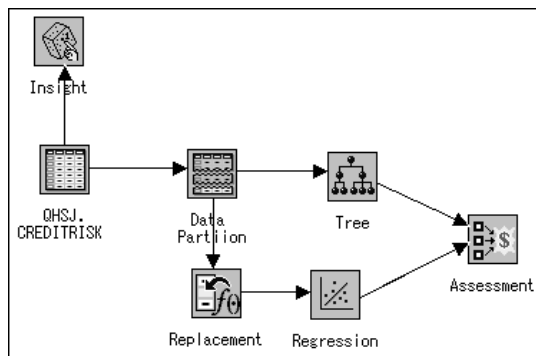 Insight
QHSJ.
CREDITRISK
Data
Partiion
Tree
Assessment
Replacement
Regression